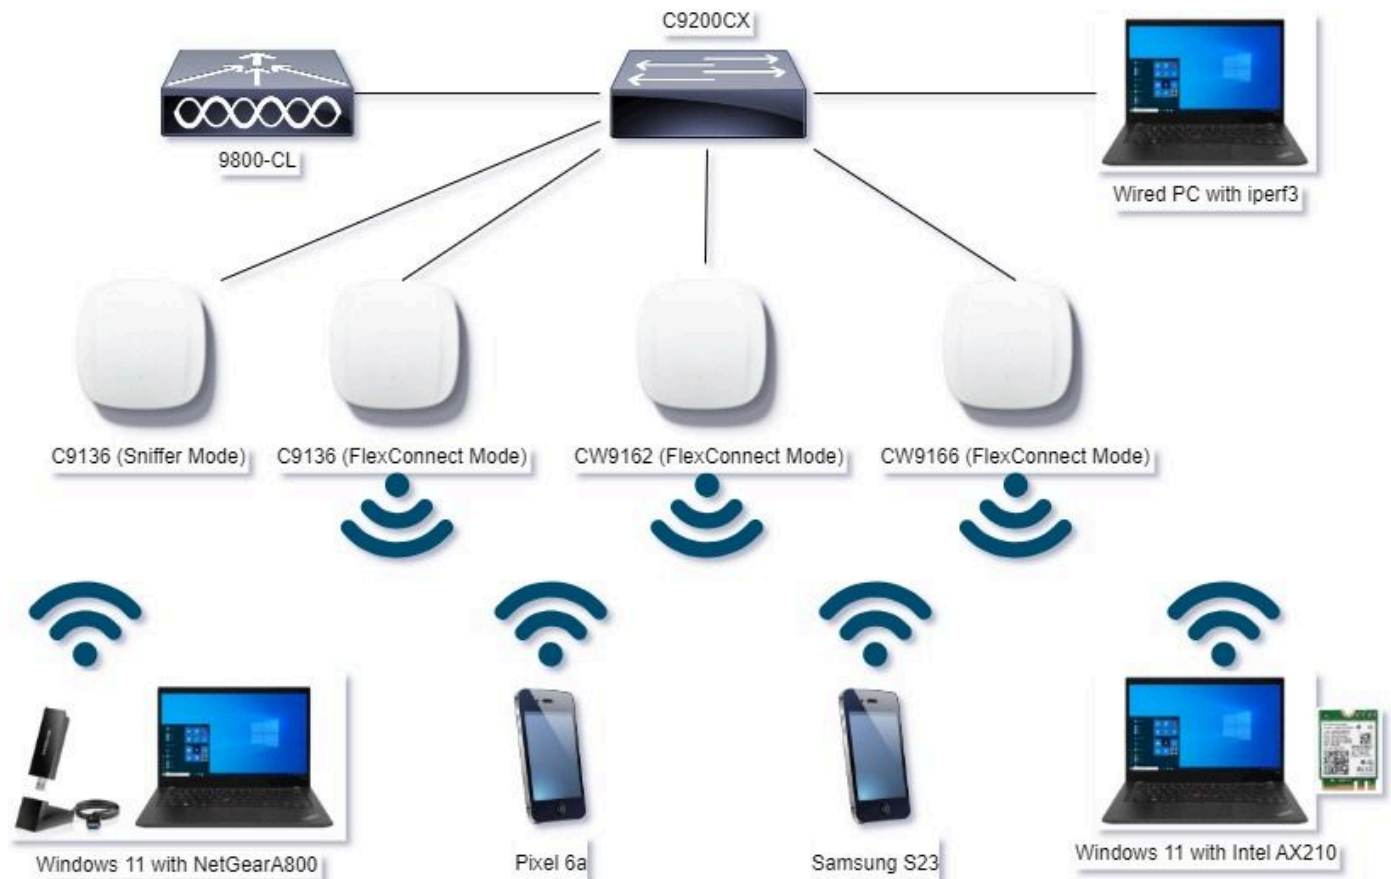 C9200CX
9800-CL
Wired PC with iperf3
C9136 (Sniffer Mode)
C9136 (FlexConnect Mode)
CW9162 (FlexConnect Mode)
CW9166 (FlexConnect Mode)
Windows 11 with NetGearA800
Pixel 6a
Samsung S23
Windows 11 with Intel AX210